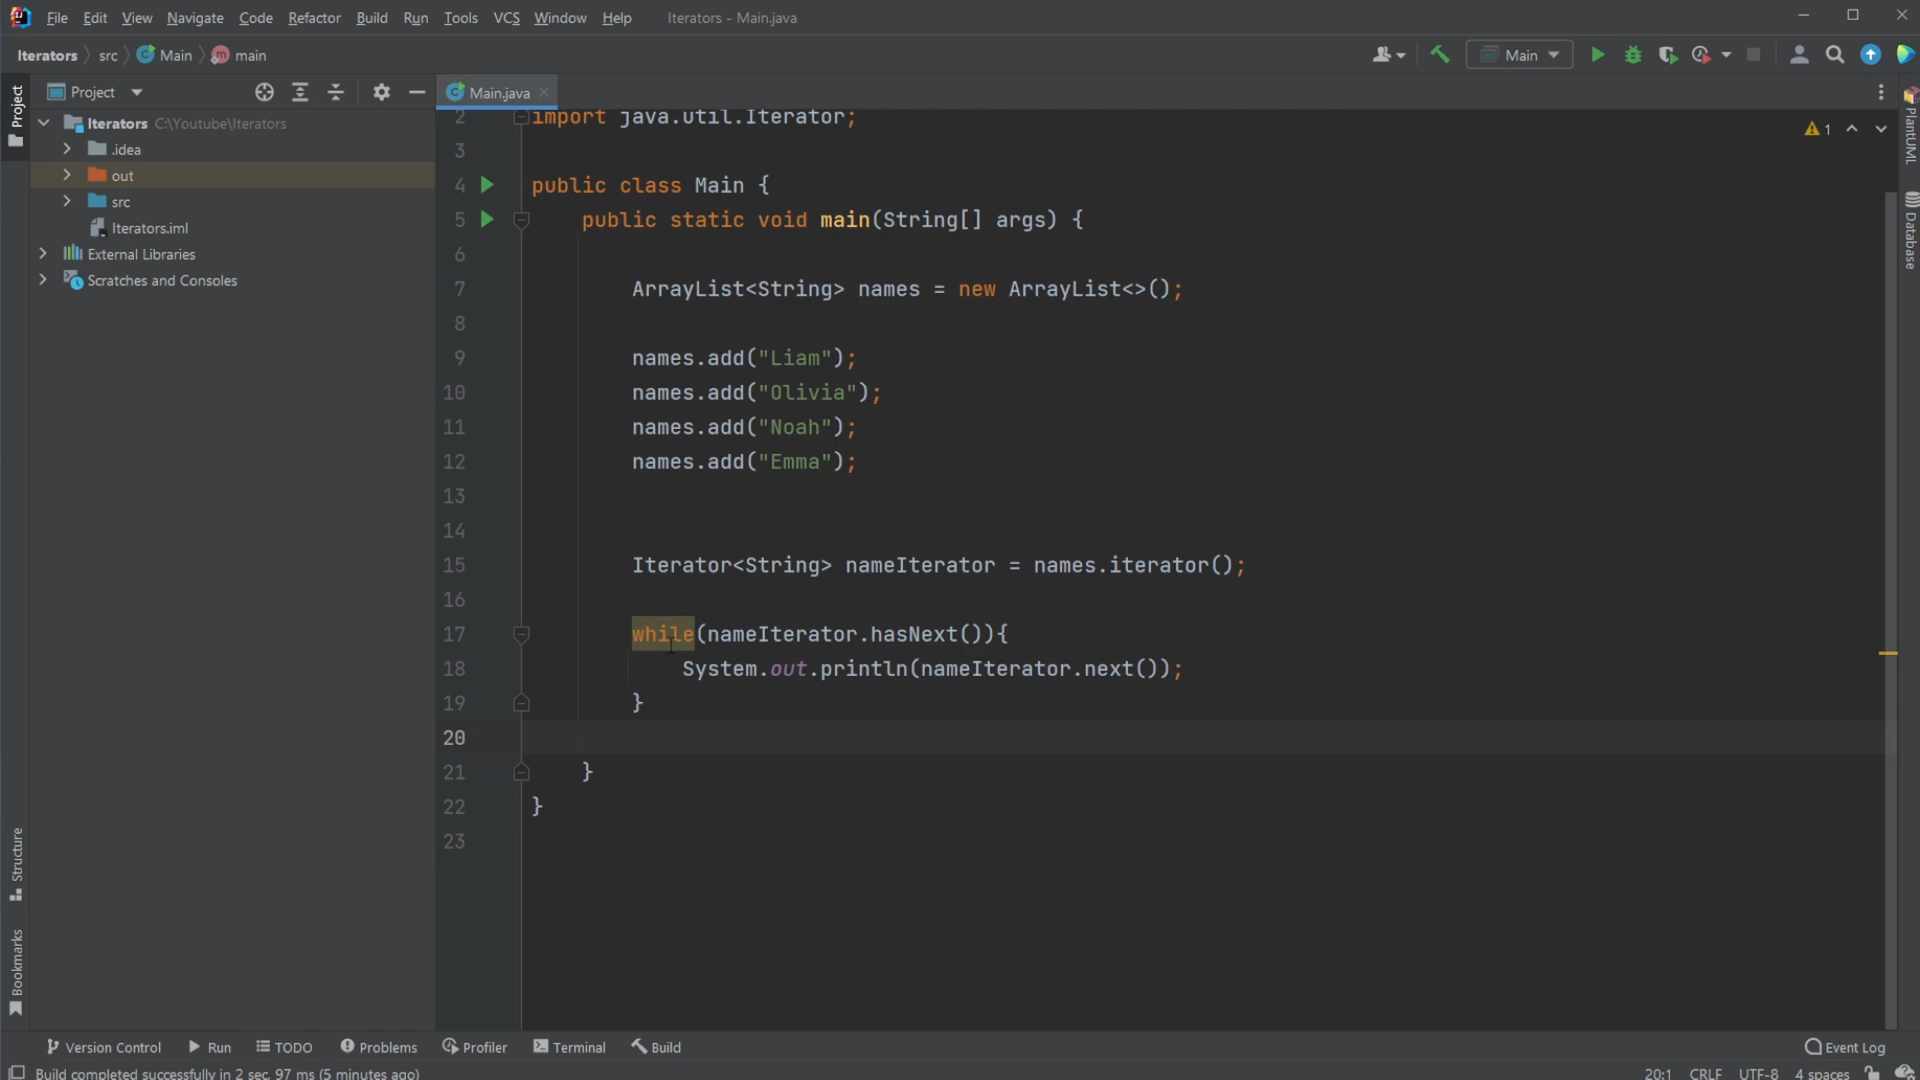 File Edit View Navigate Code Refactor Build Run Tools VCS Window Help Iterators - Main.java
Iterators src Main main Main
Project Main.java
Project
Iterators C:\Youtube\Iterators
.idea
out
src
Iterators.iml
External Libraries
Scratches and Consoles
Structure
Bookmarks
2 import java.util.Iterator;
3
4 public class Main {
5 public static void main(String[] args) {
6
7 ArrayList<String> names = new ArrayList<>();
8
9 names.add("Liam");
10 names.add("Olivia");
11 names.add("Noah");
12 names.add("Emma");
13
14
15 Iterator<String> nameIterator = names.iterator();
16
17 while(nameIterator.hasNext()){
18 System.out.println(nameIterator.next());
19 }
20
21 }
22 }
23
1
PlantUML
Database
Version Control Run TODO Problems Profiler Terminal Build Event Log
Build completed successfully in 2 sec, 97 ms (5 minutes ago) 20:1 CRLF UTF-8 4 spaces